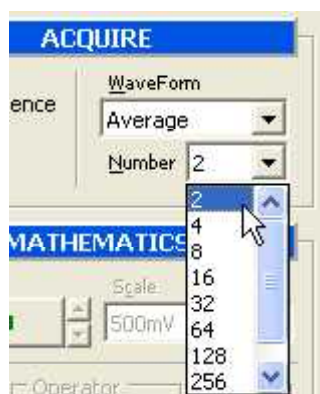 ACQUIRE
WaveForm
ence
Average
Number 2
2
4
MATHEMATICS
8
16
Scale
32
500mV
64
128
Operator
256